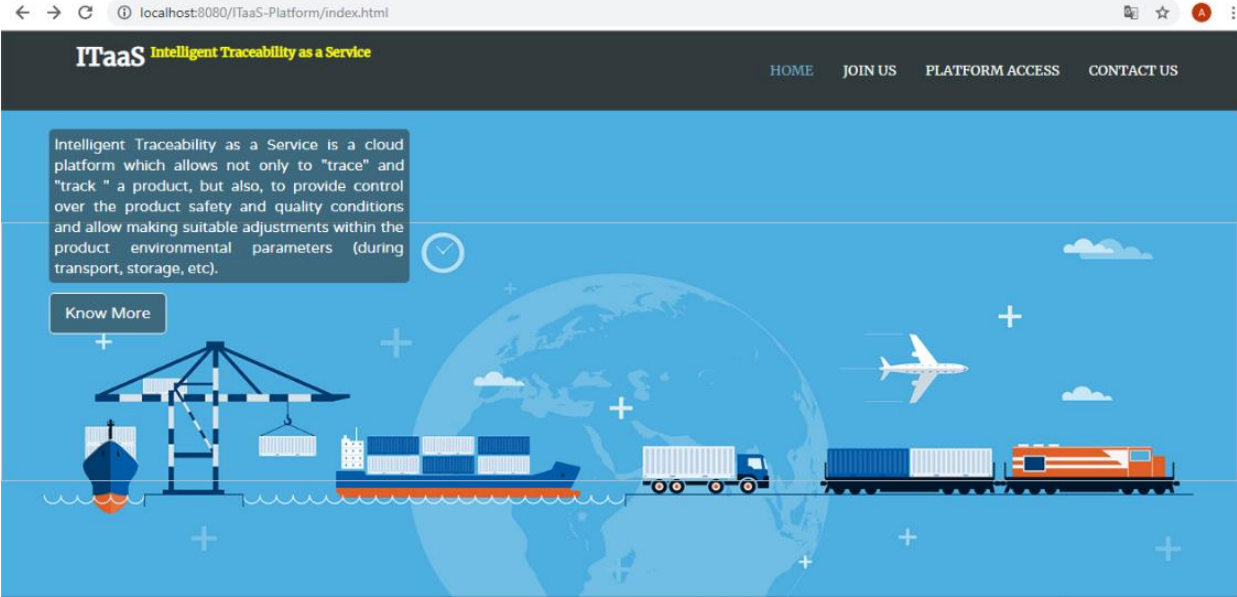 localhost:8080/ITaaS-Platform/index.html
A
ITaaS Intelligent Traceability as a Service
HOME JOIN US PLATFORM ACCESS CONTACT US
Intelligent Traceability as a Service is a cloud
platform which allows not only to "trace" and
"track " a product, but also, to provide control
over the product safety and quality conditions
and allow making suitable adjustments within the
product environmental parameters (during
transport, storage, etc).
Know More